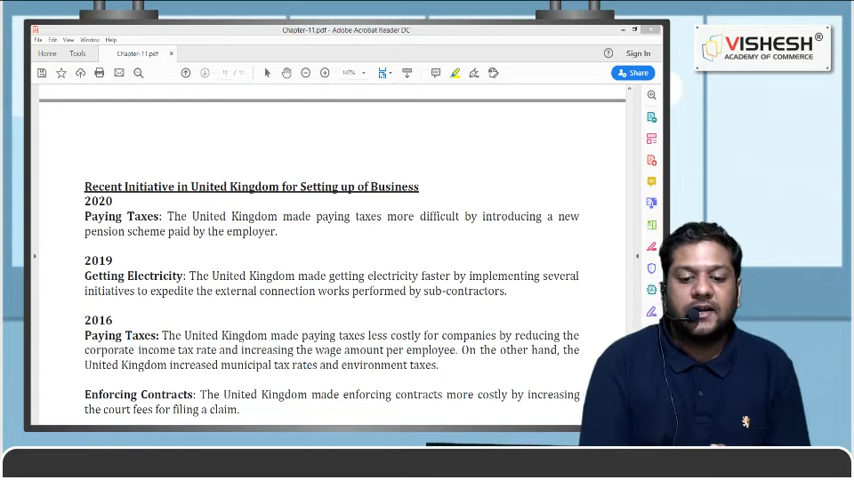 Chapter-11.pdf - Adobe Acrobat Reader DC
File Edit View Window Help
Home Tools Chapter-11.pdf × Sign In
11 / 11 147% Share
VISHESH®
ACADEMY OF COMMERCE
Recent Initiative in United Kingdom for Setting up of Business
2020
Paying Taxes: The United Kingdom made paying taxes more difficult by introducing a new
pension scheme paid by the employer.
2019
Getting Electricity: The United Kingdom made getting electricity faster by implementing several
initiatives to expedite the external connection works performed by sub-contractors.
2016
Paying Taxes: The United Kingdom made paying taxes less costly for companies by reducing the
corporate income tax rate and increasing the wage amount per employee. On the other hand, the
United Kingdom increased municipal tax rates and environment taxes.
Enforcing Contracts: The United Kingdom made enforcing contracts more costly by increasing
the court fees for filing a claim.